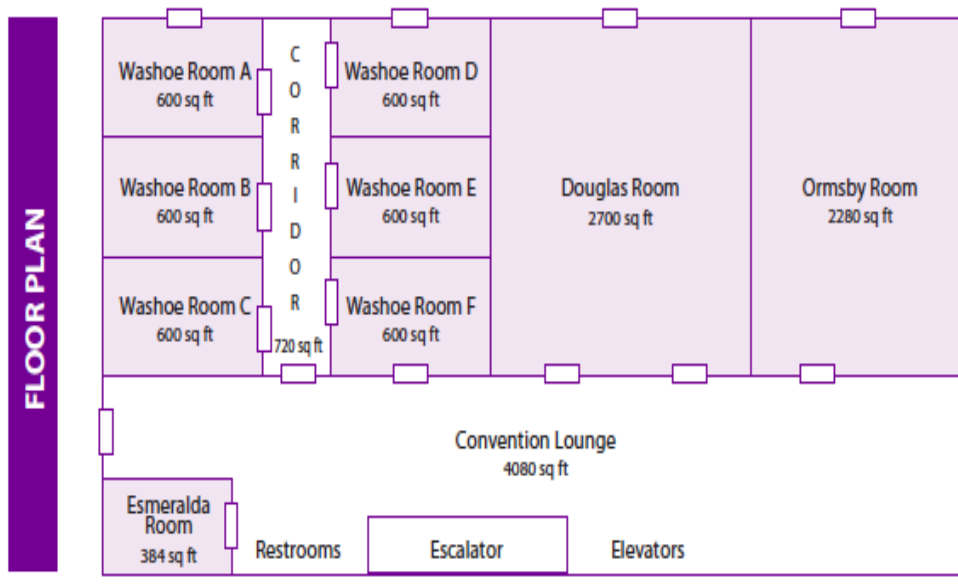 FLOOR PLAN
Washoe Room A
600 sq ft
Washoe Room B
600 sq ft
Washoe Room C
600 sq ft
CORRIDOR
720 sq ft
Washoe Room D
600 sq ft
Washoe Room E
600 sq ft
Washoe Room F
600 sq ft
Douglas Room
2700 sq ft
Ormsby Room
2280 sq ft
Convention Lounge
4080 sq ft
Esmeralda
Room
384 sq ft
Restrooms
Escalator
Elevators